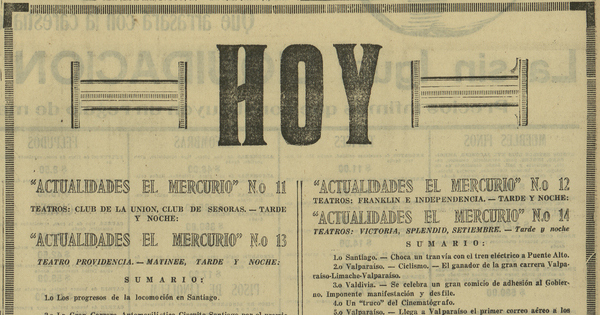 HOY
"ACTUALIDADES EL MERCURIO" N.o 11
TEATROS: CLUB DE LA UNION, CLUB DE SEÑORAS. — TARDE
Y NOCHE:
"ACTUALIDADES EL MERCURIO" N.o 13
TEATRO PROVIDENCIA. — MATINEE, TARDE Y NOCHE:
SUMARIO:
1.o Los progresos de la locomoción en Santiago.
"ACTUALIDADES EL MERCURIO" N.o 12
TEATROS: FRANKLIN E INDEPENDENCIA. — TARDE Y NOCHE:
"ACTUALIDADES EL MERCURIO" N.o 14
TEATROS: VICTORIA, SPLENDID, SETIEMBRE. — Tarde y noche
SUMARIO:
1.o Santiago. — Choca un tranvía con el tren eléctrico a Puente Alto.
2.o Valparaíso. — Ciclismo. — El ganador de la gran carrera Valpa-
raíso-Limache-Valparaíso.
3.o Valdivia. — Se celebra un gran comicio de adhesión al Gobier-
no. Imponente manifestación y desfile.
4.o Un "truco" del Cinematógrafo.
5.o Valparaíso. — Llega a Valparaíso el primer correo aéreo a los